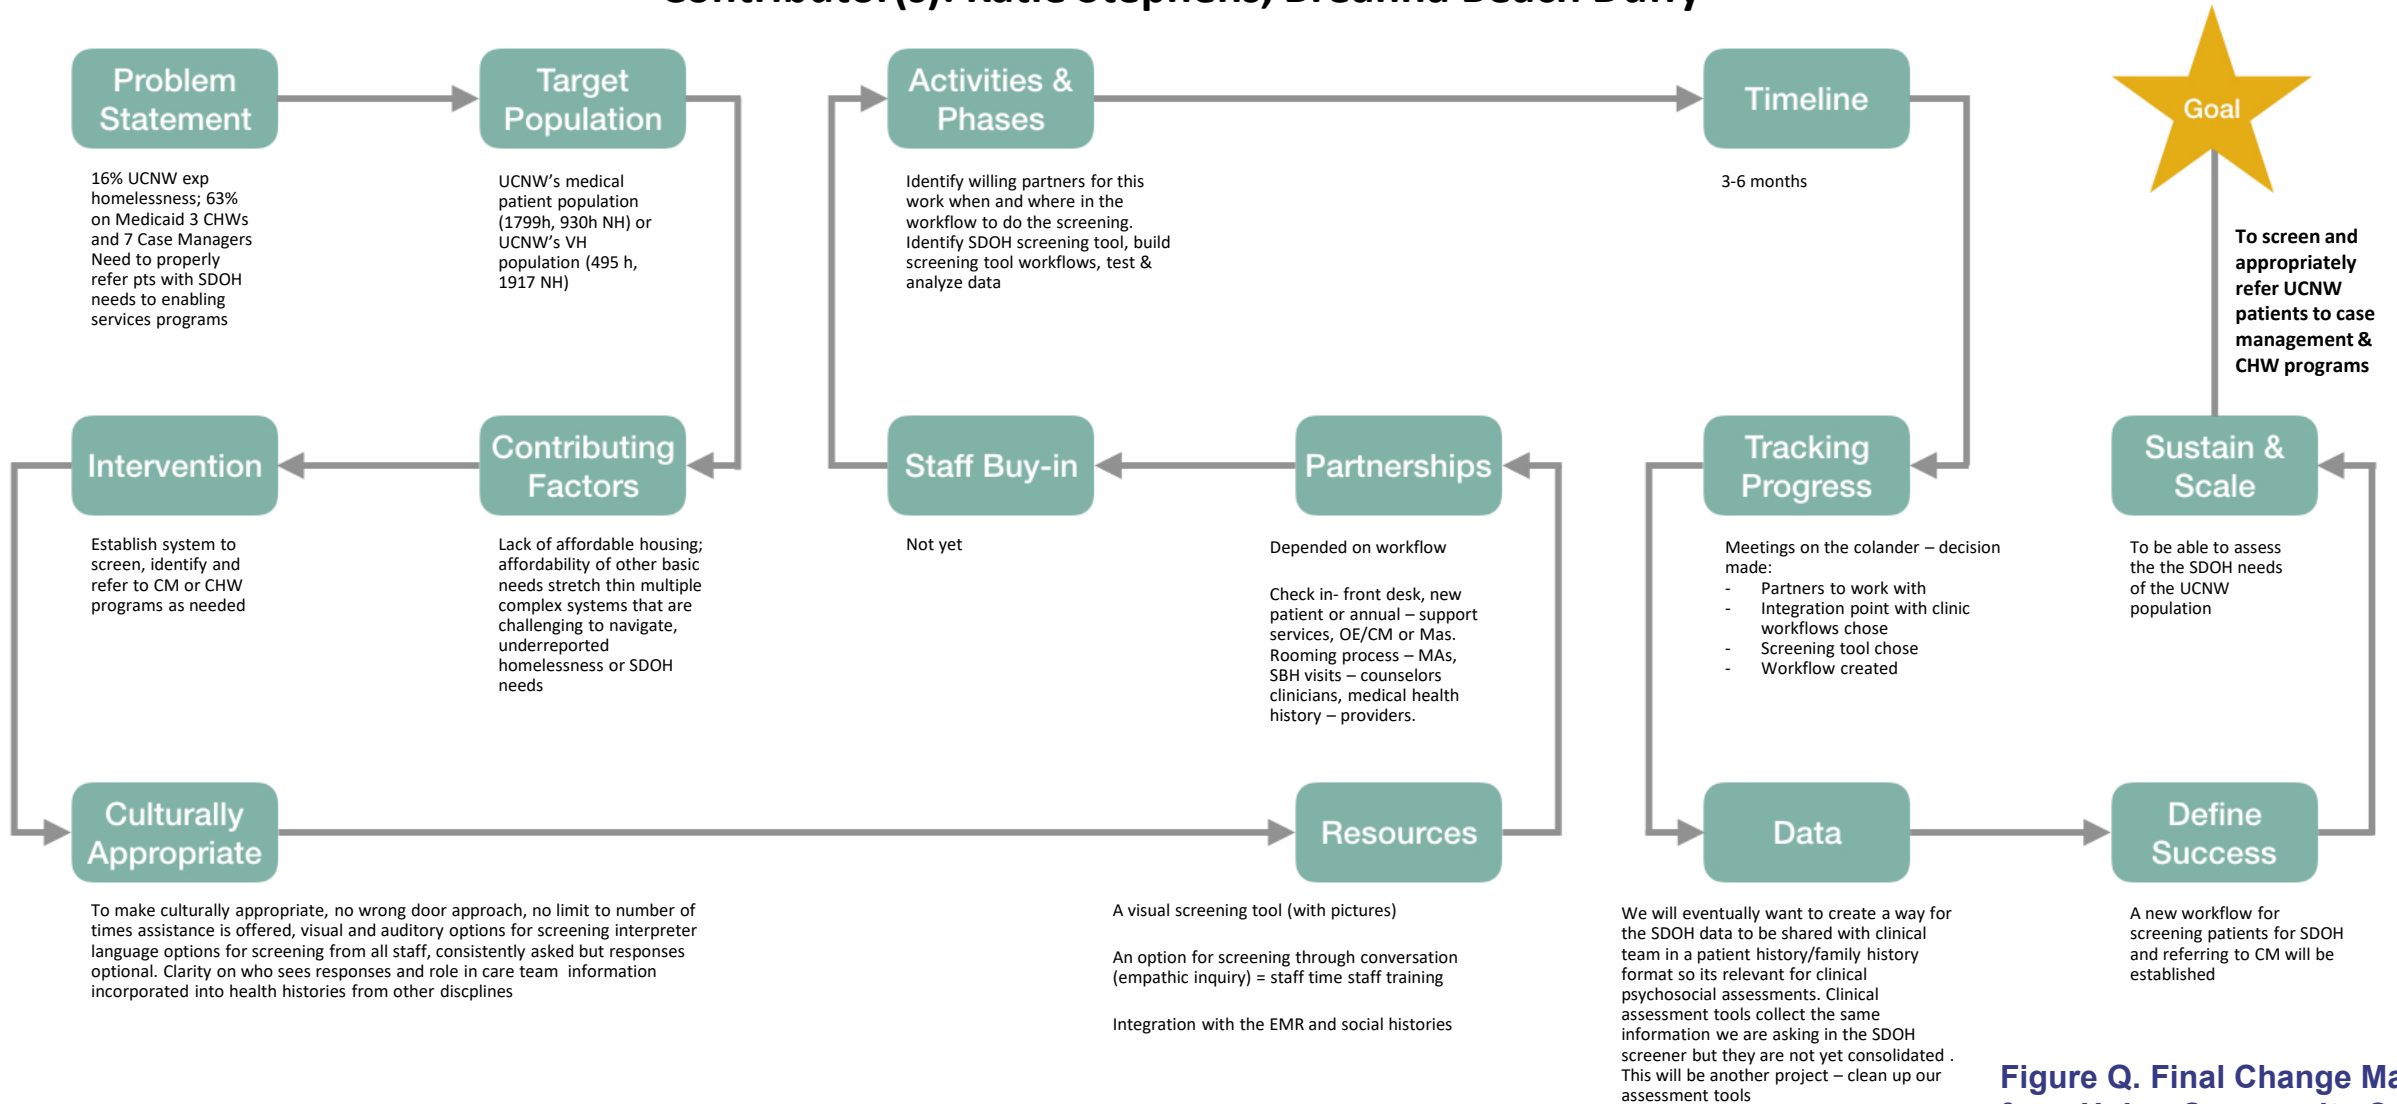 Contributor(s): Katie Stephens, Breanna Beach Duffy
Problem
Statement
16% UCNW exp
homelessness; 63%
on Medicaid 3 CHWs
and 7 Case Managers
Need to properly
refer pts with SDOH
needs to enabling
services programs
Target
Population
UCNW's medical
patient population
(1799h, 930h NH) or
UCNW's VH
population (495 h,
1917 NH)
Contributing
Factors
Lack of affordable housing;
affordability of other basic
needs stretch thin multiple
complex systems that are
challenging to navigate,
underreported
homelessness or SDOH
needs
Intervention
Establish system to
screen, identify and
refer to CM or CHW
programs as needed
Culturally
Appropriate
To make culturally appropriate, no wrong door approach, no limit to number of
times assistance is offered, visual and auditory options for screening interpreter
language options for screening from all staff, consistently asked but responses
optional. Clarity on who sees responses and role in care team  information
incorporated into health histories from other discplines
Resources
A visual screening tool (with pictures)
An option for screening through conversation
(empathic inquiry) = staff time staff training
Integration with the EMR and social histories
Partnerships
Depended on workflow
Check in- front desk, new
patient or annual – support
services, OE/CM or Mas.
Rooming process – MAs,
SBH visits – counselors
clinicians, medical health
history – providers.
Staff Buy-in
Not yet
Activities &
Phases
Identify willing partners for this
work when and where in the
workflow to do the screening.
Identify SDOH screening tool, build
screening tool workflows, test &
analyze data
Timeline
3-6 months
Tracking
Progress
Meetings on the colander – decision
made:
- Partners to work with
- Integration point with clinic
workflows chose
- Screening tool chose
- Workflow created
Data
We will eventually want to create a way for
the SDOH data to be shared with clinical
team in a patient history/family history
format so its relevant for clinical
psychosocial assessments. Clinical
assessment tools collect the same
information we are asking in the SDOH
screener but they are not yet consolidated .
This will be another project – clean up our
assessment tools
Define
Success
A new workflow for
screening patients for SDOH
and referring to CM will be
established
Sustain &
Scale
To be able to assess
the the SDOH needs
of the UCNW
population
Goal
To screen and
appropriately
refer UCNW
patients to case
management &
CHW programs
Figure Q. Final Change Ma